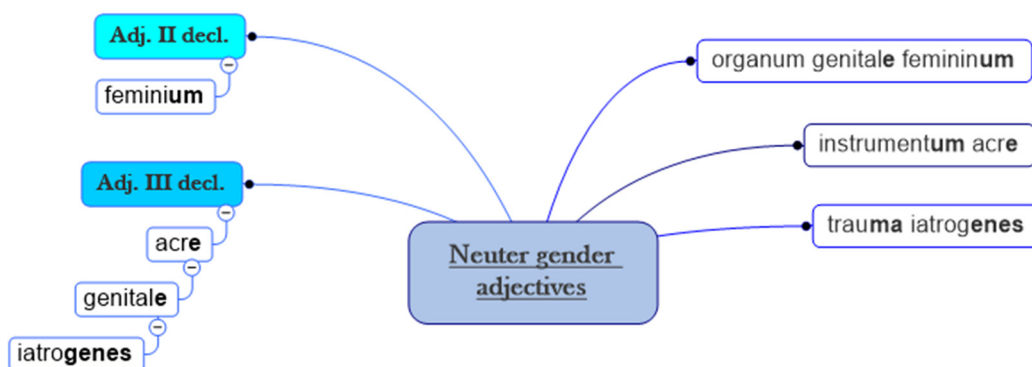 Adj. II decl.
feminium
Adj. III decl.
acre
genitale
iatrogenes
Neuter gender
adjectives
organum genitale femininum
instrumentum acre
trauma iatrogenes